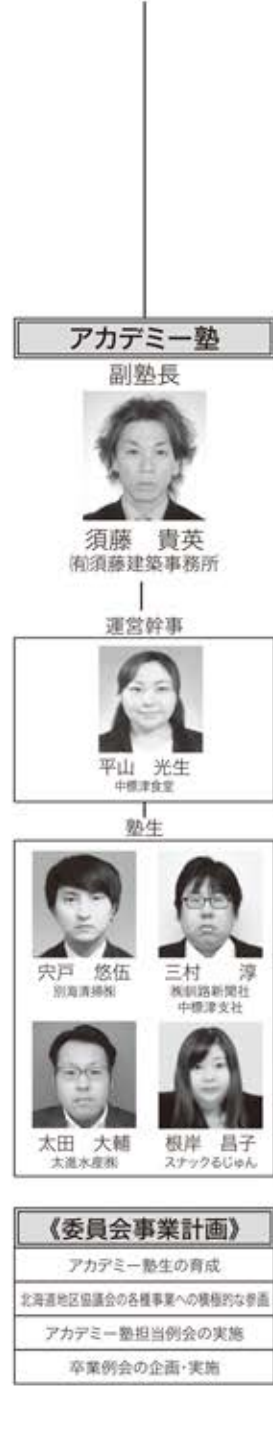 アカデミー塾
副塾長
須藤　貴英
㈲須藤建築事務所
運営幹事
平山　光生
中標津食堂
塾生
宍戸　悠伍
別海清掃㈱
三村　淳
㈱釧路新聞社
中標津支社
太田　大輔
太進水産㈱
根岸　昌子
スナックるじゅん
《委員会事業計画》
アカデミー塾生の育成
北海道地区協議会の各種事業への積極的な参画
アカデミー塾担当例会の実施
卒業例会の企画・実施